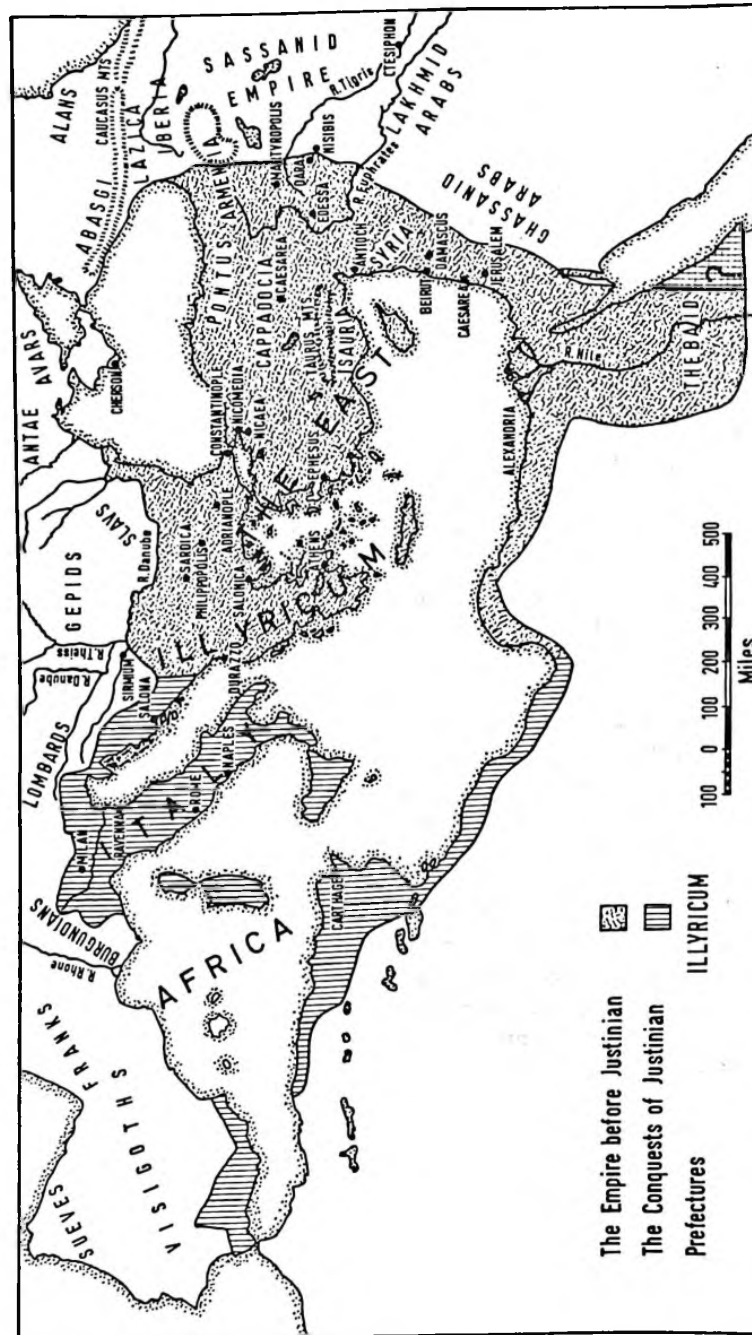 SUEVES
VISIGOTHS
FRANKS
BURGUNDIANS
R. Rhone
LOMBARDS
R. Danube
R. Theiss
GEPIDS
SLAVS
ANTAE
AVARS
ABASGI
ALANS
CAUCASUS MTS
LAZICA
IBERIA
SASSANID
EMPIRE
R. Tigris
CTESIPHON
LAKHMID
ARABS
R. Euphrates
GHASSANID
ARABS
MILAN
RAVENNA
ITALY
ROME
NAPLES
SIRMIUM
SALONA
DURAZZO
R. Danube
SARDICA
PHILIPPOPOLIS
ADRIANOPLE
SALONICA
ILLYRICUM
ATHENS
CHERSON
CONSTANTINOPLE
NICOMEDIA
NICAEA
EPHESUS
THE EAST
PONTUS
ARMENIA
CAPPADOCIA
CAESAREA
TAURUS MTS.
ISAURIA
MARTYROPOLIS
DARA
NISIBIS
EDESSA
ANTIOCH
SYRIA
BEIRUT
DAMASCUS
CAESAREA
JERUSALEM
AFRICA
CARTHAGE
ALEXANDRIA
R. Nile
THEBAID
?
The Empire before Justinian
The Conquests of Justinian
Prefectures ILLYRICUM
100 0 100 200 300 400 500
Miles